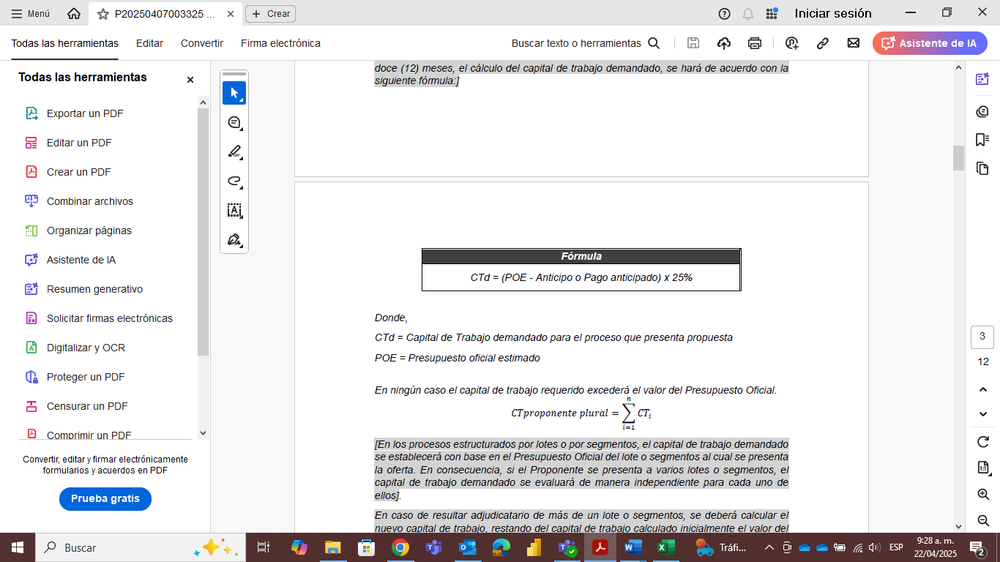 Menú
P20250407003325 ...
Crear
Iniciar sesión
Todas las herramientas
Editar
Convertir
Firma electrónica
Buscar texto o herramientas
Asistente de IA
Todas las herramientas
Exportar un PDF
Editar un PDF
Crear un PDF
Combinar archivos
Organizar páginas
Asistente de IA
Resumen generativo
Solicitar firmas electrónicas
Digitalizar y OCR
Proteger un PDF
Censurar un PDF
Comprimir un PDF
Convertir, editar y firmar electrónicamente
formularios y acuerdos en PDF
Prueba gratis
doce (12) meses, el cálculo del capital de trabajo demandado, se hará de acuerdo con la
siguiente fórmula:]
Fórmula
CTd = (POE - Anticipo o Pago anticipado) x 25%
Donde,
CTd = Capital de Trabajo demandado para el proceso que presenta propuesta
POE = Presupuesto oficial estimado
En ningún caso el capital de trabajo requerido excederá el valor del Presupuesto Oficial.
n
CTproponente plural = ∑ CTi
i=1
[En los procesos estructurados por lotes o por segmentos, el capital de trabajo demandado
se establecerá con base en el Presupuesto Oficial del lote o segmentos al cual se presenta
la oferta. En consecuencia, si el Proponente se presenta a varios lotes o segmentos, el
capital de trabajo demandado se evaluará de manera independiente para cada uno de
ellos].
En caso de resultar adjudicatario de más de un lote o segmentos, se deberá calcular el
nuevo capital de trabajo, restando del capital de trabajo calculado inicialmente el valor del
3
12
1:1
Buscar
Tráfi...
ESP
9:28 a. m.
22/04/2025
2